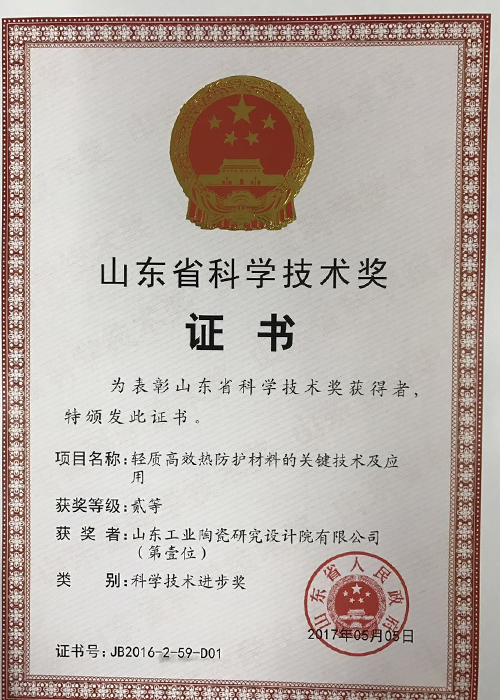 山东省科学技术奖
证书
为表彰山东省科学技术奖获得者，
特颁发此证书。
项目名称：轻质高效热防护材料的关键技术及应
用
获奖等级：贰等
获奖者：山东工业陶瓷研究设计院有限公司
（第壹位）
类别：科学技术进步奖
山东省人民政府
2017年05月05日
证书号：JB2016-2-59-D01